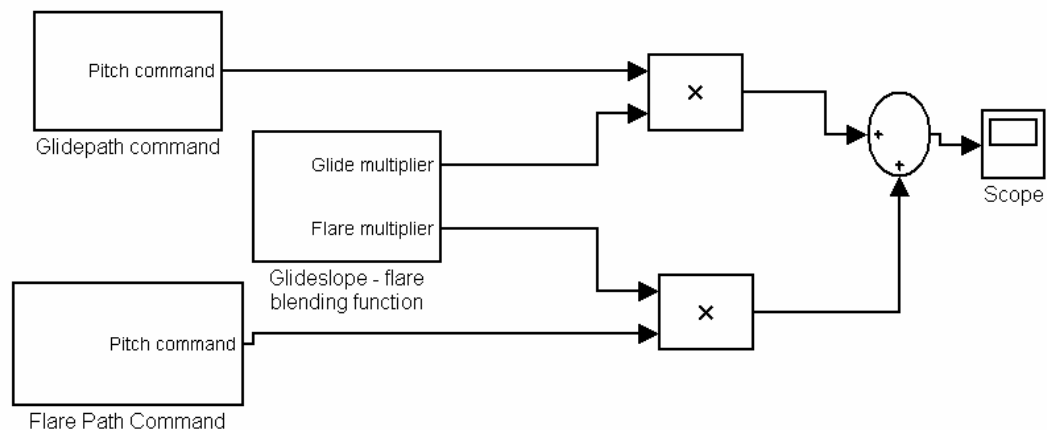 Pitch command
Glidepath command
×
Glide multiplier
Flare multiplier
Glideslope - flare
blending function
+
+
Scope
×
Pitch command
Flare Path Command